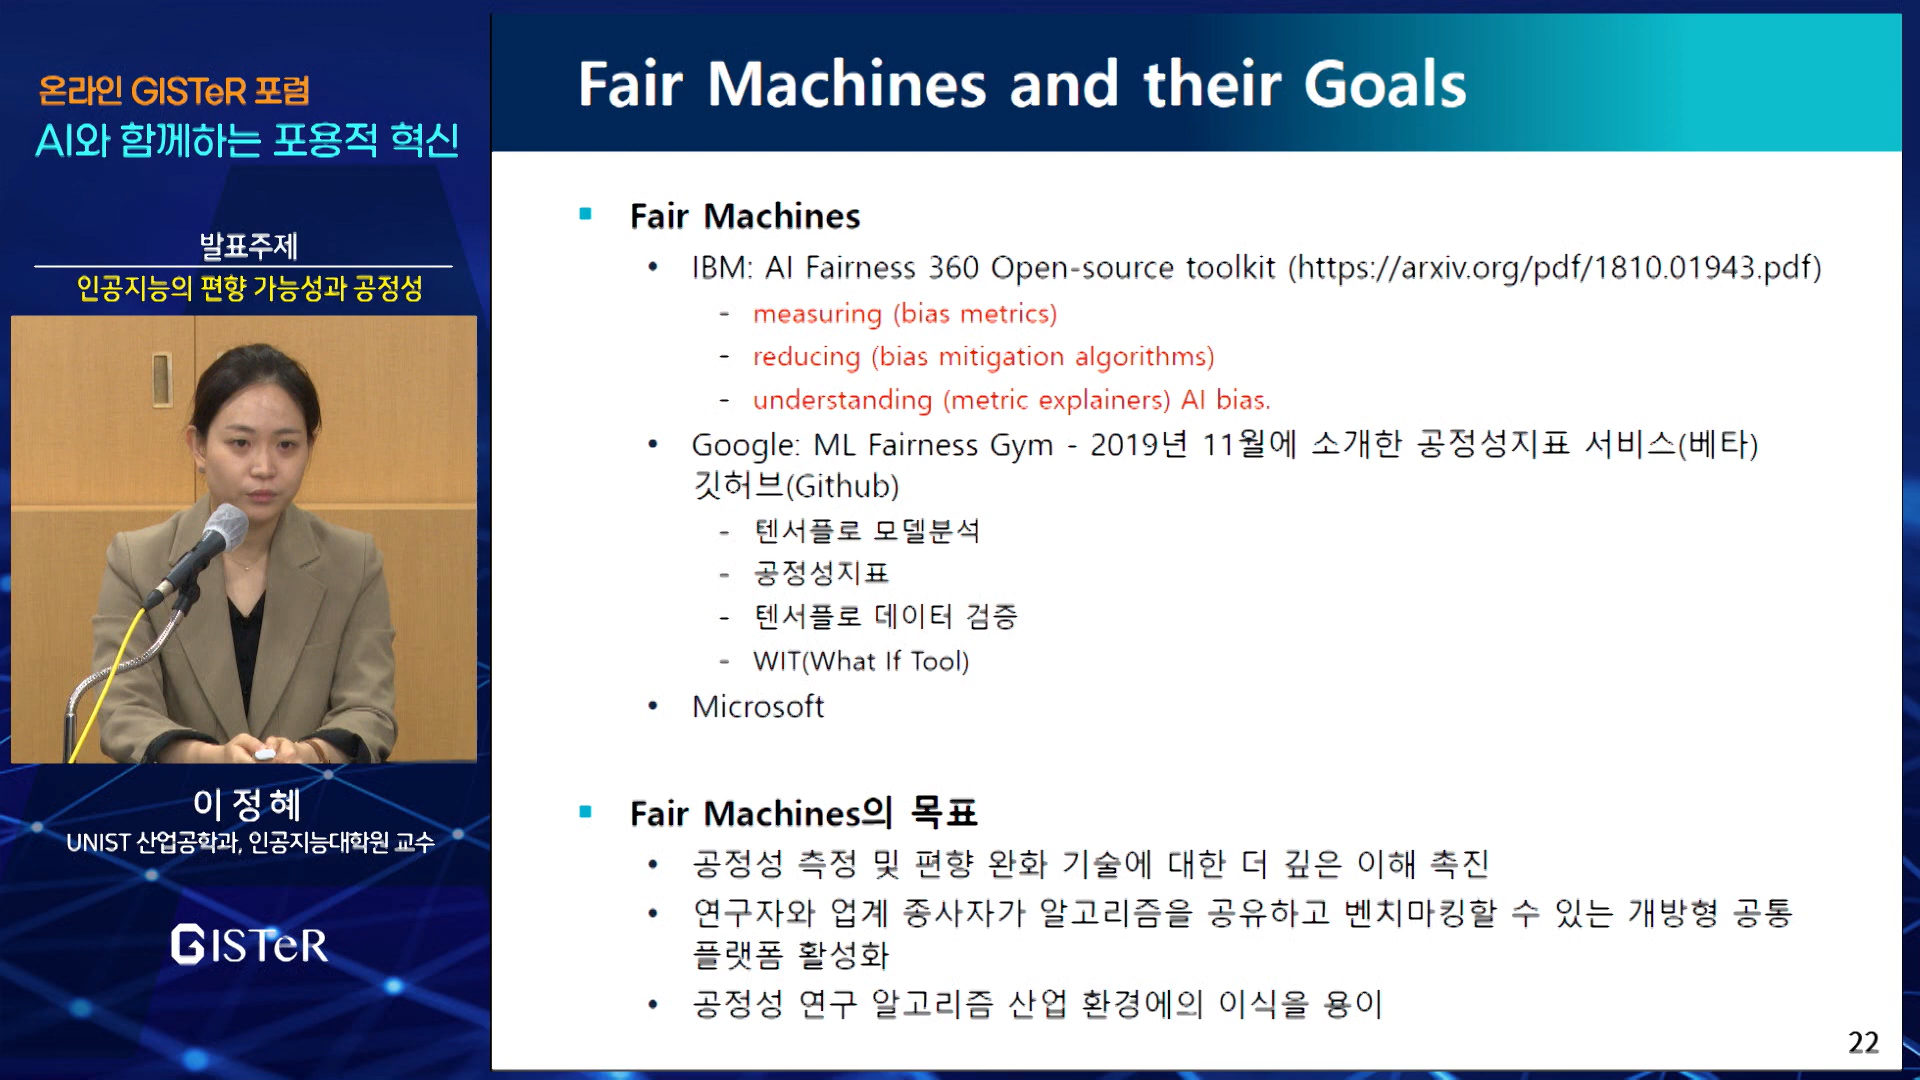 온라인 GISTeR 포럼
AI와 함께하는 포용적 혁신
발표주제
인공지능의 편향 가능성과 공정성
이정혜
UNIST 산업공학과, 인공지능대학원 교수
GISTeR
Fair Machines and their Goals
▪ Fair Machines
• IBM: AI Fairness 360 Open-source toolkit (https://arxiv.org/pdf/1810.01943.pdf)
- measuring (bias metrics)
- reducing (bias mitigation algorithms)
- understanding (metric explainers) AI bias.
• Google: ML Fairness Gym - 2019년 11월에 소개한 공정성지표 서비스(베타)
깃허브(Github)
- 텐서플로 모델분석
- 공정성지표
- 텐서플로 데이터 검증
- WIT(What If Tool)
• Microsoft
▪ Fair Machines의 목표
• 공정성 측정 및 편향 완화 기술에 대한 더 깊은 이해 촉진
• 연구자와 업계 종사자가 알고리즘을 공유하고 벤치마킹할 수 있는 개방형 공통
플랫폼 활성화
• 공정성 연구 알고리즘 산업 환경에의 이식을 용이
22